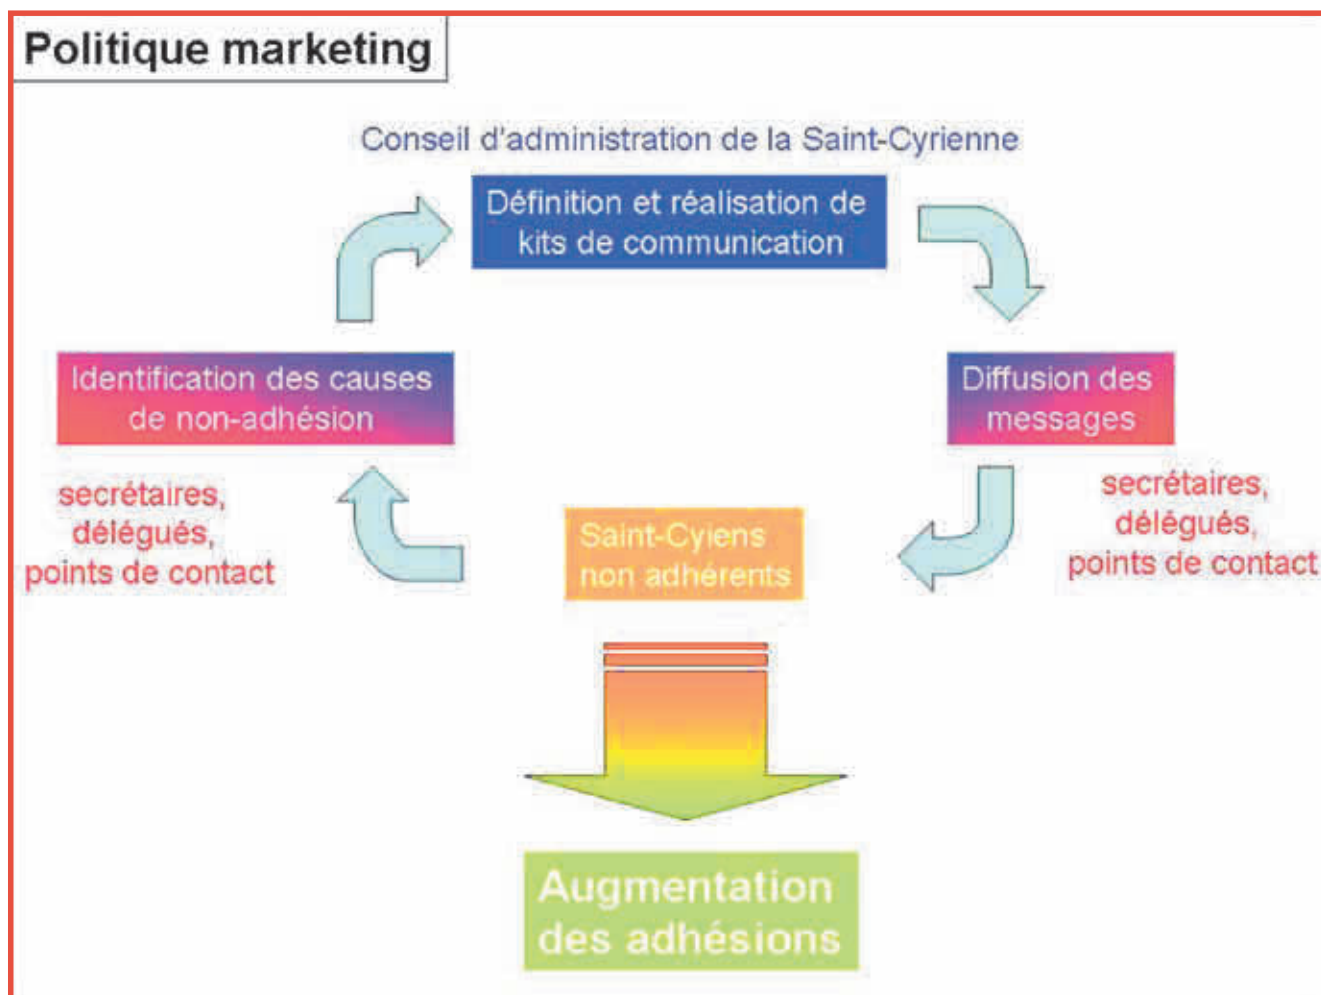 Politique marketing
Conseil d'administration de la Saint-Cyrienne
Définition et réalisation de
kits de communication
Identification des causes
de non-adhésion
secrétaires,
délégués,
points de contact
Diffusion des
messages
secrétaires,
délégués,
points de contact
Saint-Cyiens
non adhérents
Augmentation
des adhésions